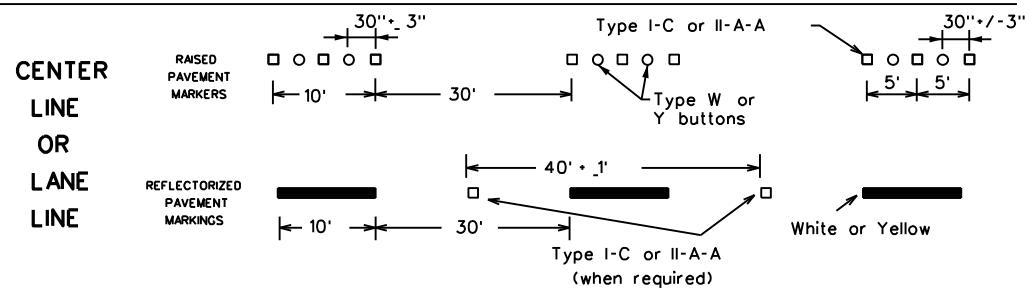 30"+_ 3"
Type I-C or II-A-A
30"+/-3"
CENTER
LINE
OR
LANE
LINE
RAISED
PAVEMENT
MARKERS
10'
30'
Type W or
Y buttons
5'
5'
40' + _1'
REFLECTORIZED
PAVEMENT
MARKINGS
10'
30'
Type I-C or II-A-A
(when required)
White or Yellow